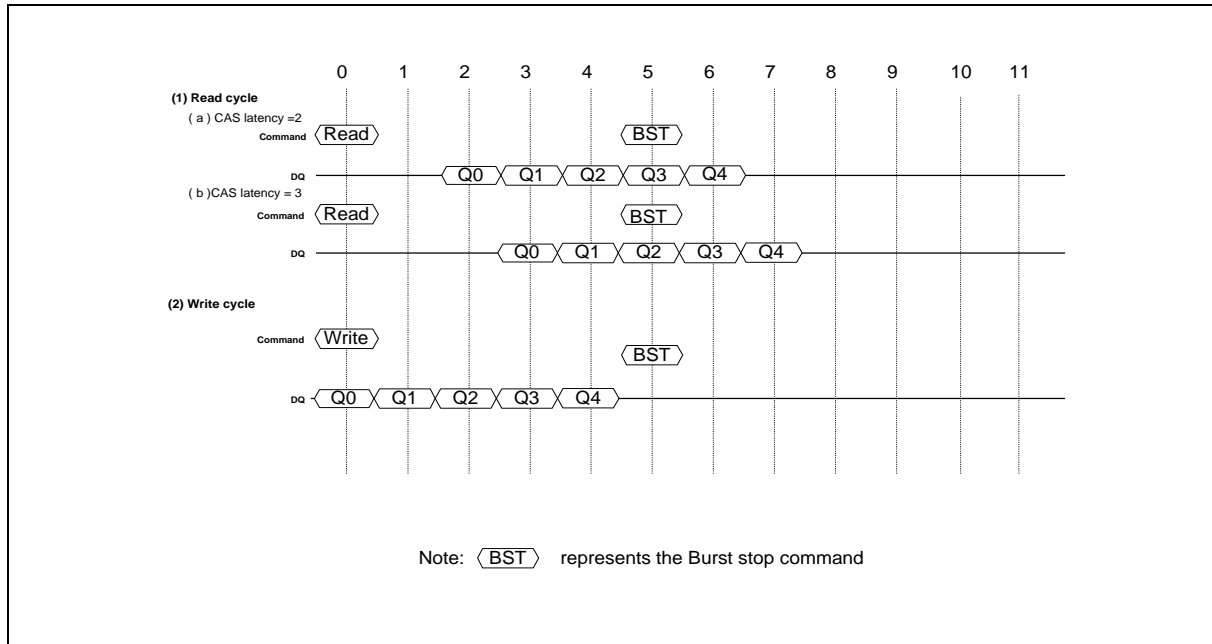 0 1 2 3 4 5 6 7 8 9 10 11
(1) Read cycle
( a ) CAS latency =2
Command Read BST
DQ Q0 Q1 Q2 Q3 Q4
( b )CAS latency = 3
Command Read BST
DQ Q0 Q1 Q2 Q3 Q4
(2) Write cycle
Command Write BST
DQ Q0 Q1 Q2 Q3 Q4
Note: BST represents the Burst stop command